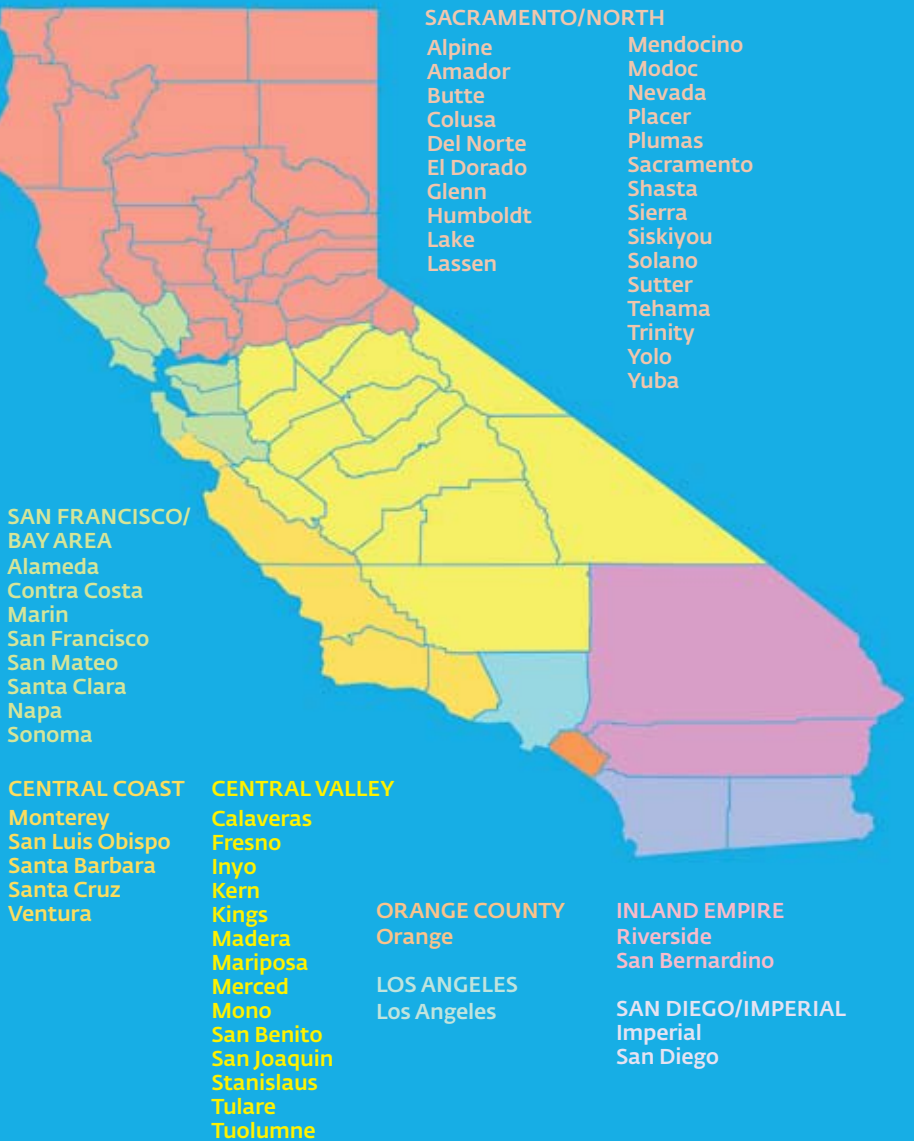 SACRAMENTO/NORTH
Alpine
Amador
Butte
Colusa
Del Norte
El Dorado
Glenn
Humboldt
Lake
Lassen
Mendocino
Modoc
Nevada
Placer
Plumas
Sacramento
Shasta
Sierra
Siskiyou
Solano
Sutter
Tehama
Trinity
Yolo
Yuba
SAN FRANCISCO/
BAY AREA
Alameda
Contra Costa
Marin
San Francisco
San Mateo
Santa Clara
Napa
Sonoma
CENTRAL COAST
Monterey
San Luis Obispo
Santa Barbara
Santa Cruz
Ventura
CENTRAL VALLEY
Calaveras
Fresno
Inyo
Kern
Kings
Madera
Mariposa
Merced
Mono
San Benito
San Joaquin
Stanislaus
Tulare
Tuolumne
ORANGE COUNTY
Orange
LOS ANGELES
Los Angeles
INLAND EMPIRE
Riverside
San Bernardino
SAN DIEGO/IMPERIAL
Imperial
San Diego